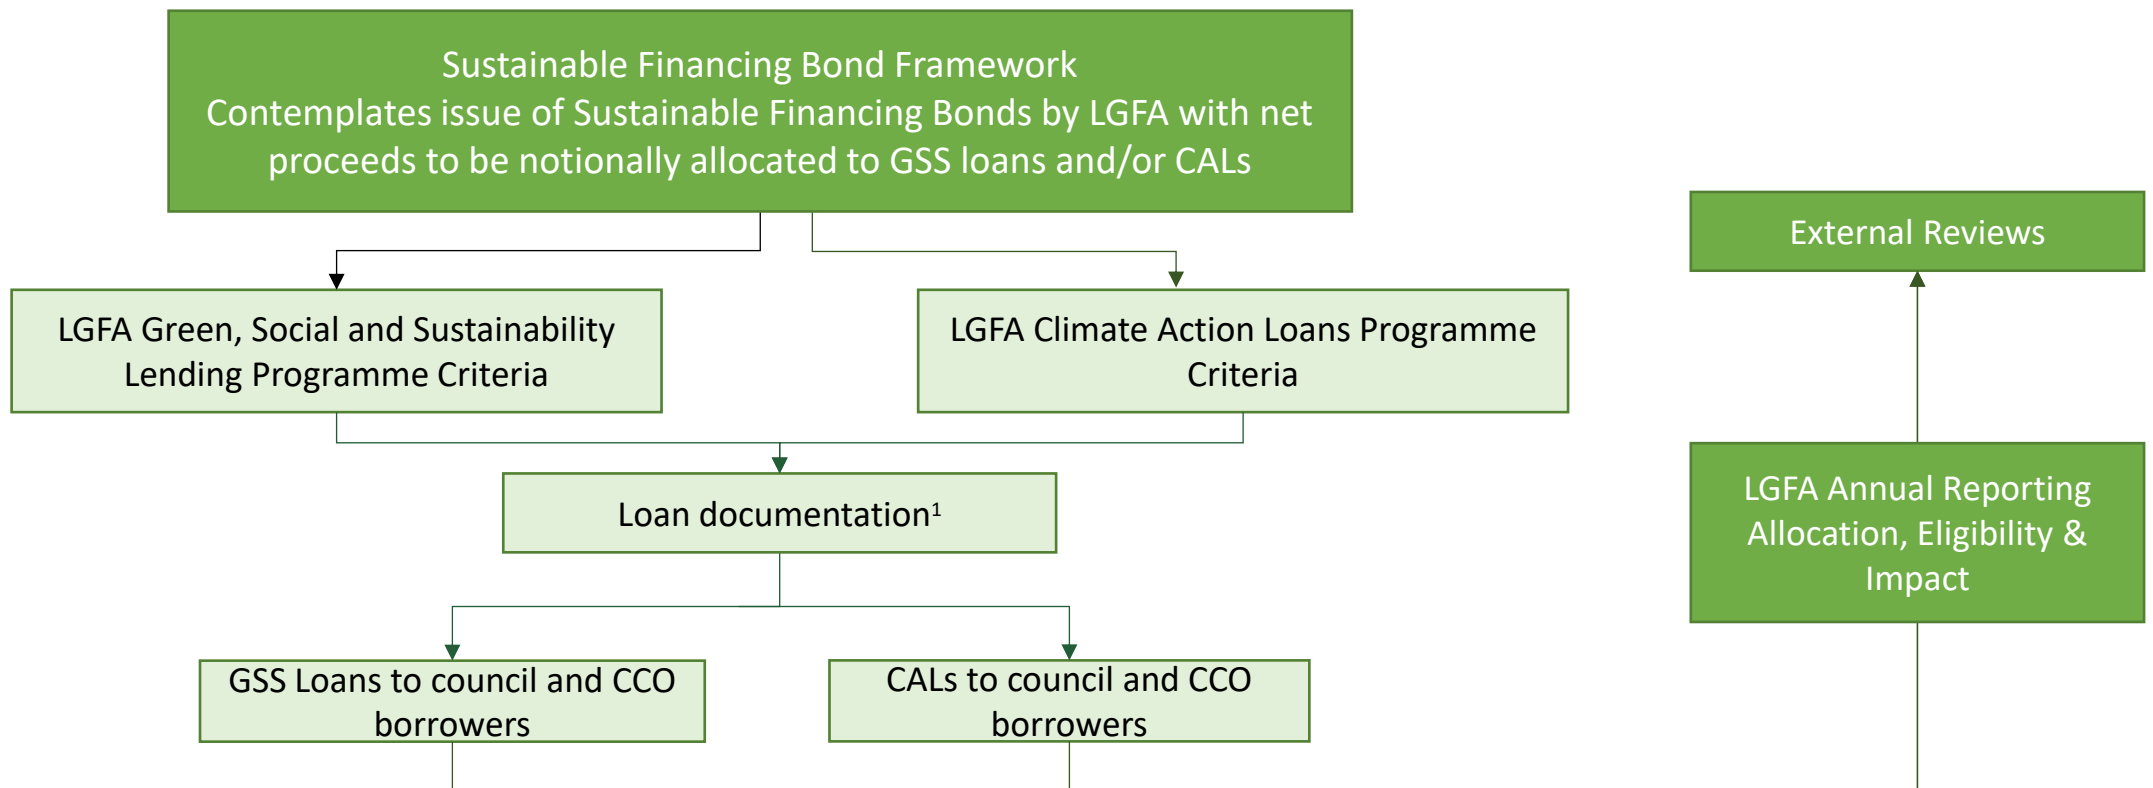 Sustainable Financing Bond Framework
Contemplates issue of Sustainable Financing Bonds by LGFA with net
proceeds to be notionally allocated to GSS loans and/or CALs
External Reviews
LGFA Green, Social and Sustainability
Lending Programme Criteria
LGFA Climate Action Loans Programme
Criteria
Loan documentation¹
LGFA Annual Reporting
Allocation, Eligibility &
Impact
GSS Loans to council and CCO
borrowers
CALs to council and CCO
borrowers